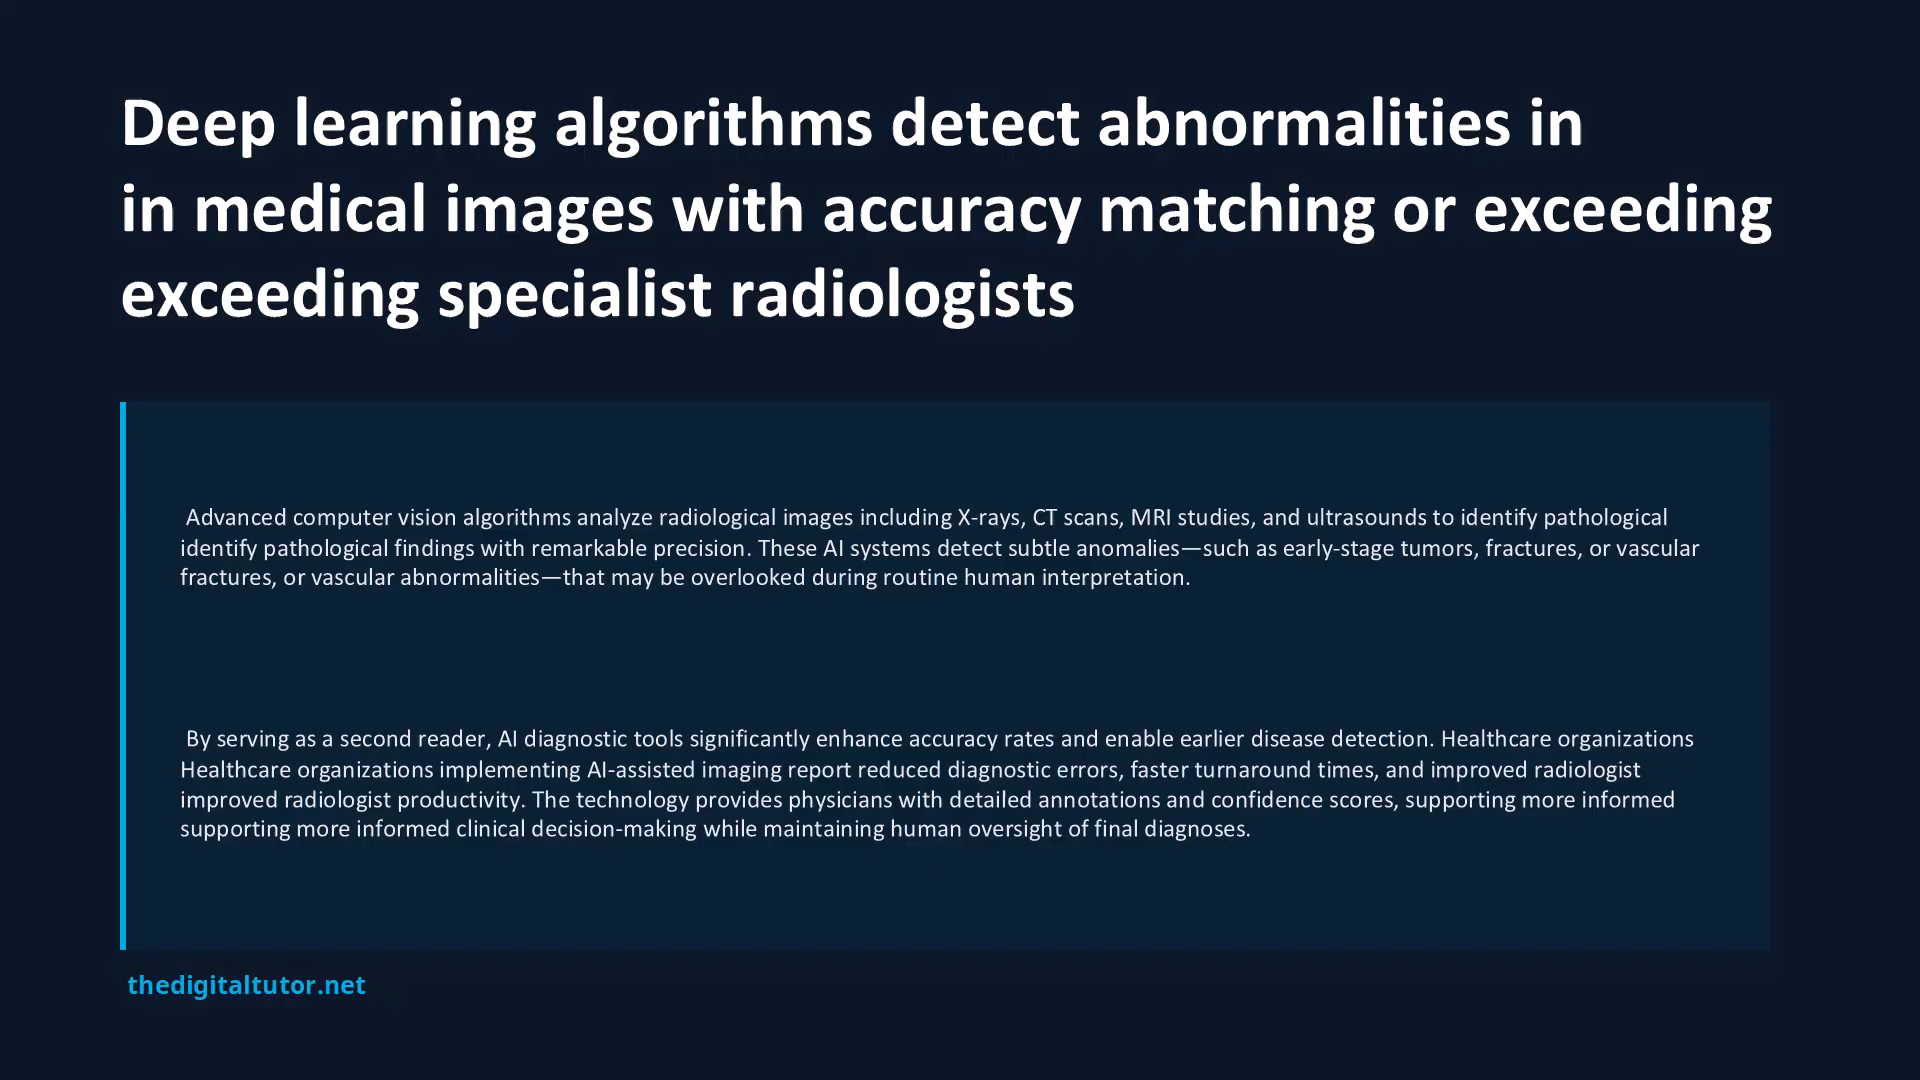 Deep learning algorithms detect abnormalities in
in medical images with accuracy matching or exceeding
exceeding specialist radiologists
Advanced computer vision algorithms analyze radiological images including X-rays, CT scans, MRI studies, and ultrasounds to identify pathological
identify pathological findings with remarkable precision. These AI systems detect subtle anomalies—such as early-stage tumors, fractures, or vascular
fractures, or vascular abnormalities—that may be overlooked during routine human interpretation.
By serving as a second reader, AI diagnostic tools significantly enhance accuracy rates and enable earlier disease detection. Healthcare organizations
Healthcare organizations implementing AI-assisted imaging report reduced diagnostic errors, faster turnaround times, and improved radiologist
improved radiologist productivity. The technology provides physicians with detailed annotations and confidence scores, supporting more informed
supporting more informed clinical decision-making while maintaining human oversight of final diagnoses.
thedigitaltutor.net